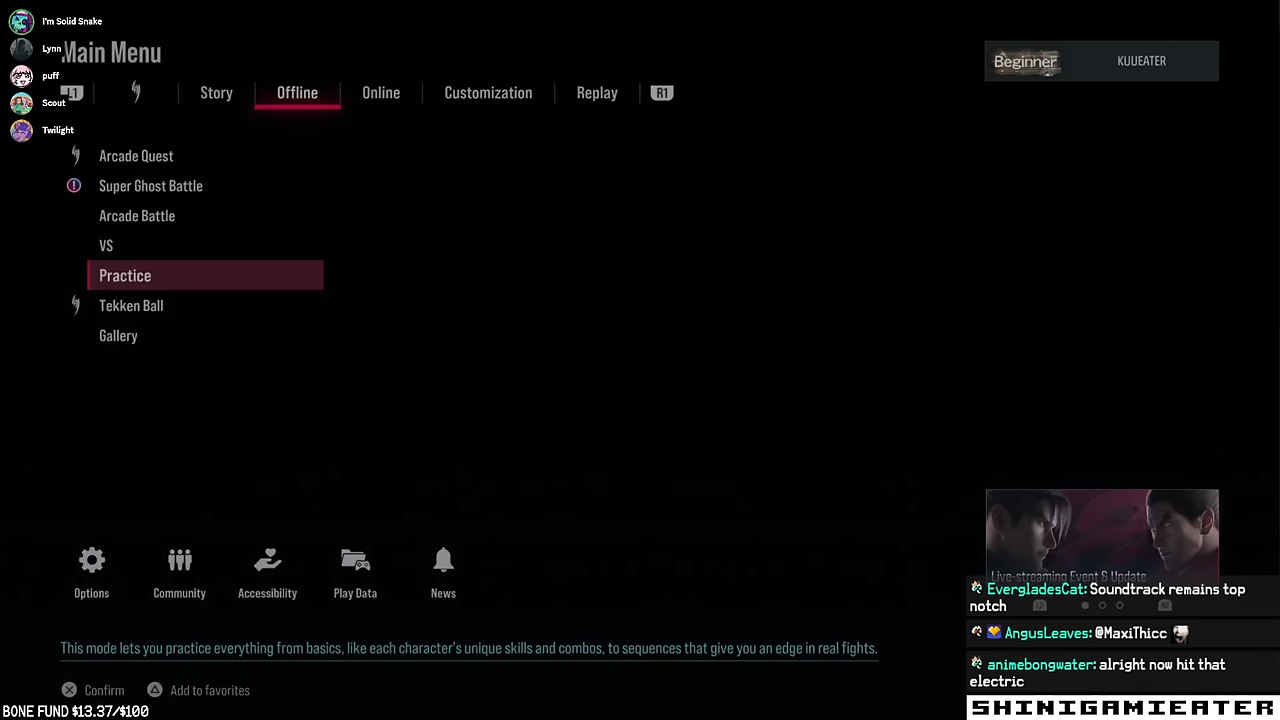 I'm Solid Snake
Lynn
puff
Scout
Twilight
Main Menu
Beginner
KUUEATER
L1
Story
Offline
Online
Customization
Replay
R1
Arcade Quest
Super Ghost Battle
Arcade Battle
VS
Practice
Tekken Ball
Gallery
Options
Community
Accessibility
Play Data
News
Live-streaming Event & Update
EvergladesCat: Soundtrack remains top
notch
AngusLeaves: @MaxiThicc
animebongwater: alright now hit that
electric
This mode lets you practice everything from basics, like each character's unique skills and combos, to sequences that give you an edge in real fights.
Confirm
Add to favorites
BONE FUND $13.37/$100
SHINIGAMIEATER